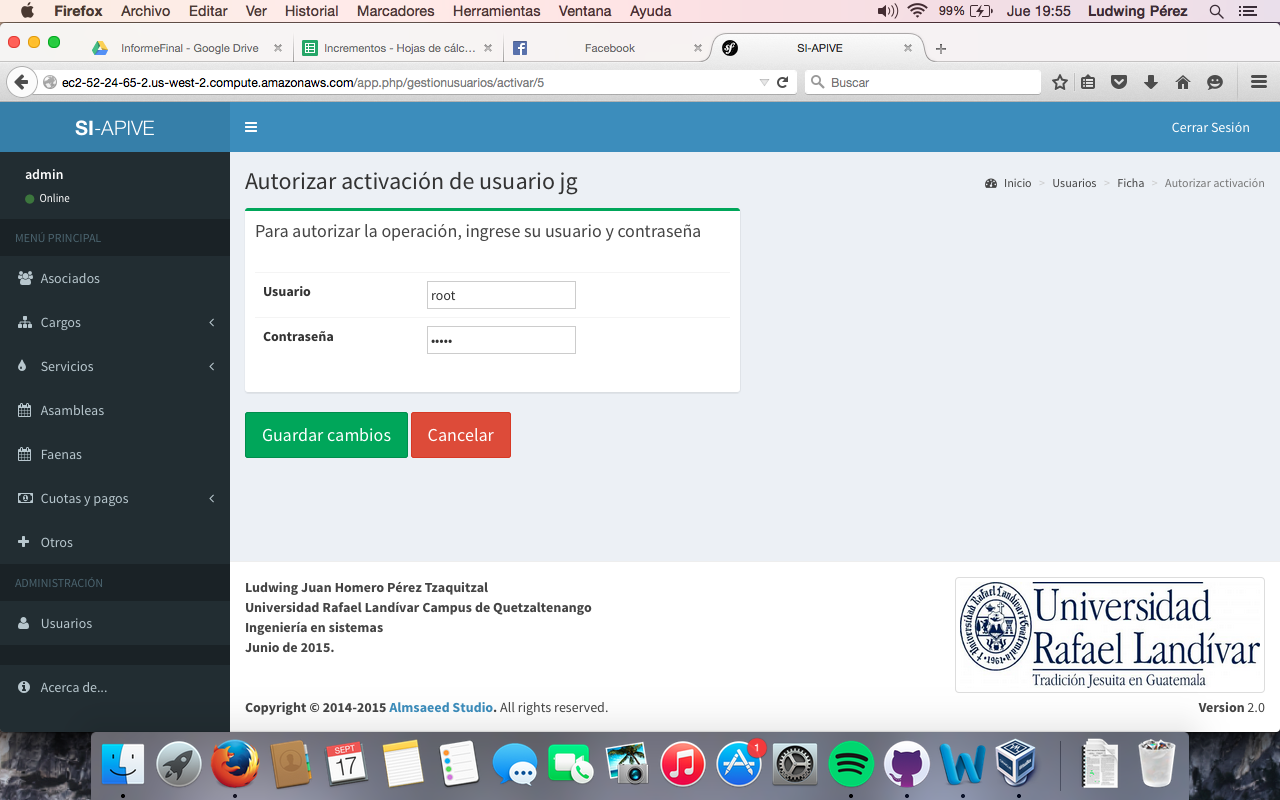 Firefox Archivo Editar Ver Historial Marcadores Herramientas Ventana Ayuda 99% Jue 19:55 Ludwing Pérez
InformeFinal - Google Drive Incrementos - Hojas de cálc... Facebook SI-APIVE
ec2-52-24-65-2.us-west-2.compute.amazonaws.com/app.php/gestionusuarios/activar/5 Buscar
SI-APIVE Cerrar Sesión
admin
Online
MENÚ PRINCIPAL
Asociados
Cargos
Servicios
Asambleas
Faenas
Cuotas y pagos
Otros
ADMINISTRACIÓN
Usuarios
Acerca de...
Autorizar activación de usuario jg
Inicio > Usuarios > Ficha > Autorizar activación
Para autorizar la operación, ingrese su usuario y contraseña
Usuario root
Contraseña •••••
Guardar cambios Cancelar
Ludwing Juan Homero Pérez Tzaquitzal
Universidad Rafael Landívar Campus de Quetzaltenango
Ingeniería en sistemas
Junio de 2015.
Universidad
Rafael Landívar
Tradición Jesuita en Guatemala
Universidad Rafael Landívar Guatemala
1961
Copyright © 2014-2015 Almsaeed Studio. All rights reserved.
Version 2.0
SEPT
17
1